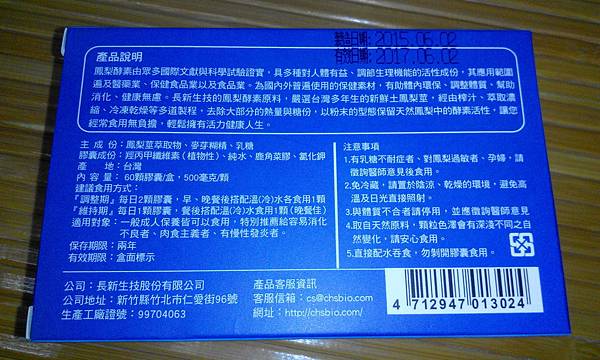 製造日期: 2015.06.02
有效日期: 2017.06.02
產品說明
鳳梨酵素由眾多國際文獻與科學試驗證實，具多種對人體有益、調節生理機能的活性成份，其應用範圍
遍及醫藥業、保健食品業以及食品業。為國內外普遍使用的保健素材，有助體內環保、調整體質、幫助
消化、健康無慮。長新生技的鳳梨酵素原料，嚴選台灣多年生的新鮮土鳳梨莖，經由榨汁、萃取濃
縮、冷凍乾燥等多道製程，去除大部分的熱量與糖份，以粉末的型態保留天然鳳梨中的酵素活性，讓您
經常食用無負擔，輕鬆擁有活力健康人生。
主 成 份：鳳梨莖萃取物、麥芽糊精、乳糖
膠囊成份：羥丙甲纖維素 (植物性)、純水、鹿角菜膠、氯化鉀
產 地：台灣
內 容 量：60顆膠囊/盒，500毫克/顆
建議食用方式：
『調整期』每日2顆膠囊，早、晚餐後搭配溫(冷)水各食用1顆
『維持期』每日1顆膠囊，餐後搭配溫(冷)水食用1顆 (晚餐佳)
適用對象：一般成人保養皆可以食用，特別推薦給容易消化
不良者、肉食主義者、有慢性發炎者。
保存期限：兩年
有效期限：盒面標示
注意事項
1.有乳糖不耐症者、對鳳梨過敏者、孕婦，請
徵詢醫師意見後食用。
2.免冷藏，請置於陰涼、乾燥的環境，避免高
溫及日光直接照射。
3.與體質不合者請停用，並應徵詢醫師意見
4.取自天然原料，顆粒色澤會有深淺不同之自
然變化，請安心食用。
5.直接配水吞食，勿剝開膠囊食用。
公司：長新生技股份有限公司
公司地址：新竹縣竹北市仁愛街96號
生產工廠證號：99704063
產品客服資訊
客服信箱：cs@chsbio.com
網址：http://chsbio.com
4 712947 013024